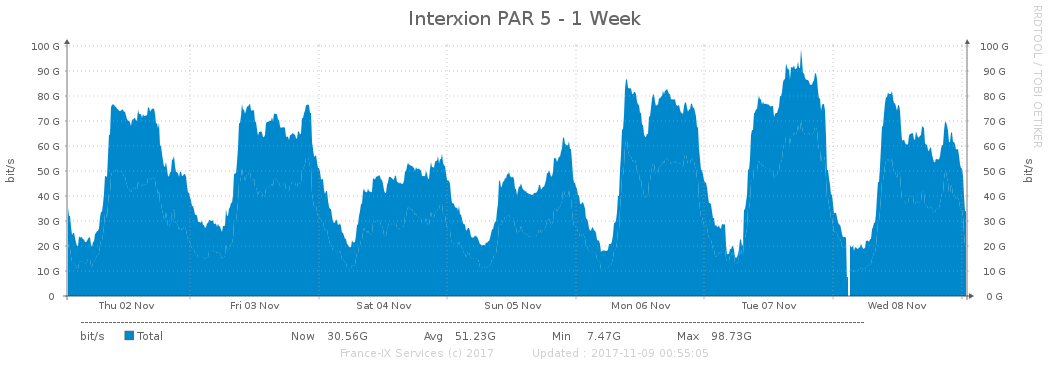 Interxion PAR 5 - 1 Week
RRDTOOL / TOBI OETIKER
100 G 100 G
90 G 90 G
80 G 80 G
70 G 70 G
60 G 60 G
50 G 50 G
40 G 40 G
30 G 30 G
20 G 20 G
10 G 10 G
0 0 G
bit/s
bit/s
Thu 02 Nov Fri 03 Nov Sat 04 Nov Sun 05 Nov Mon 06 Nov Tue 07 Nov Wed 08 Nov
bit/s Total Now 30.56G Avg 51.23G Min 7.47G Max 98.73G
France-IX Services (c) 2017 Updated : 2017-11-09 00:55:05